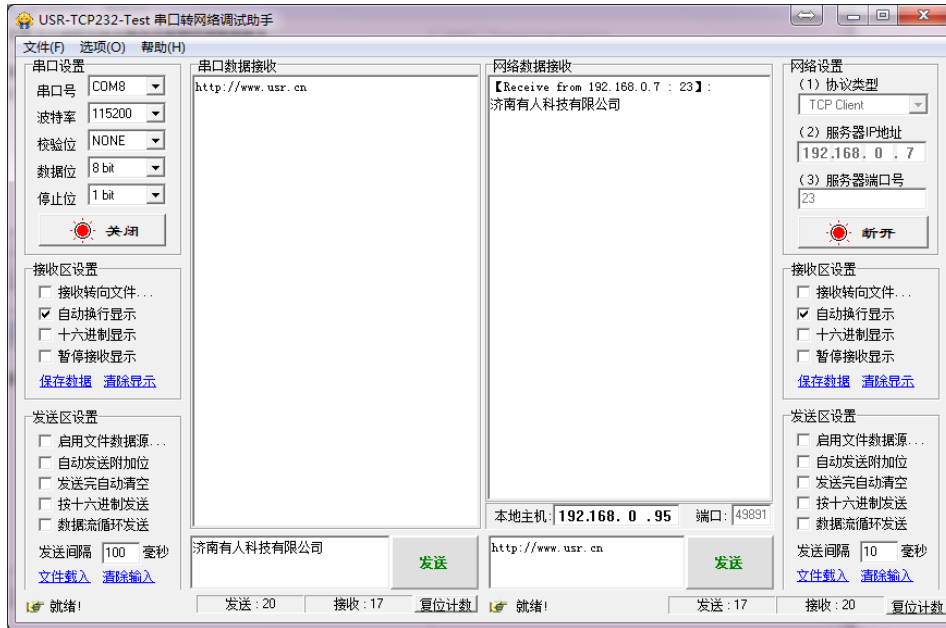 USR-TCP232-Test 串口转网络调试助手
文件(F) 选项(O) 帮助(H)
串口设置
串口号 COM8
波特率 115200
校验位 NONE
数据位 8 bit
停止位 1 bit
关闭
接收区设置
接收转向文件...
自动换行显示
十六进制显示
暂停接收显示
保存数据 清除显示
发送区设置
启用文件数据源...
自动发送附加位
发送完自动清空
按十六进制发送
数据流循环发送
发送间隔 100 毫秒
文件载入 清除输入
串口数据接收
http://www.usr.cn
济南有人科技有限公司
发送
网络数据接收
【Receive from 192.168.0.7 : 23】:
济南有人科技有限公司
本地主机: 192.168. 0 .95 端口: 49891
http://www.usr.cn
发送
网络设置
(1) 协议类型
TCP Client
(2) 服务器IP地址
192.168. 0 . 7
(3) 服务器端口号
23
断开
接收区设置
接收转向文件...
自动换行显示
十六进制显示
暂停接收显示
保存数据 清除显示
发送区设置
启用文件数据源...
自动发送附加位
发送完自动清空
按十六进制发送
数据流循环发送
发送间隔 10 毫秒
文件载入 清除输入
就绪! 发送 : 20 接收 : 17 复位计数
就绪! 发送 : 17 接收 : 20 复位计数